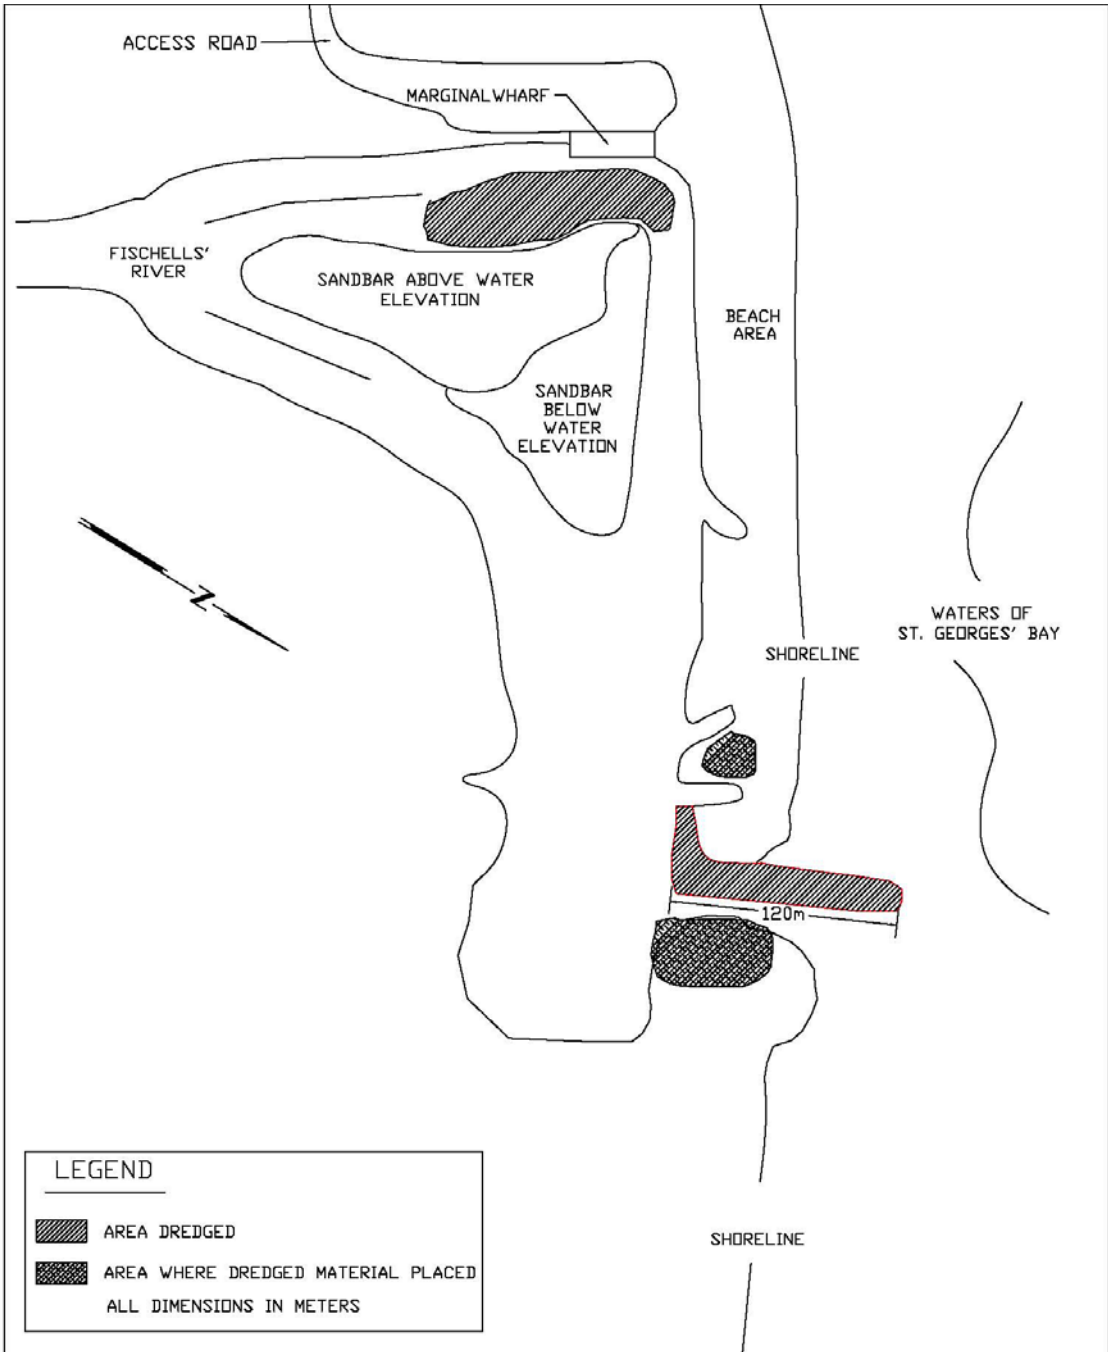 ACCESS ROAD
MARGINAL WHARF
FISCHELLS'
RIVER
SANDBAR ABOVE WATER
ELEVATION
BEACH
AREA
SANDBAR
BELOW
WATER
ELEVATION
N
WATERS OF
ST. GEORGES' BAY
SHORELINE
120m
LEGEND
AREA DREDGED
AREA WHERE DREDGED MATERIAL PLACED
ALL DIMENSIONS IN METERS
SHORELINE